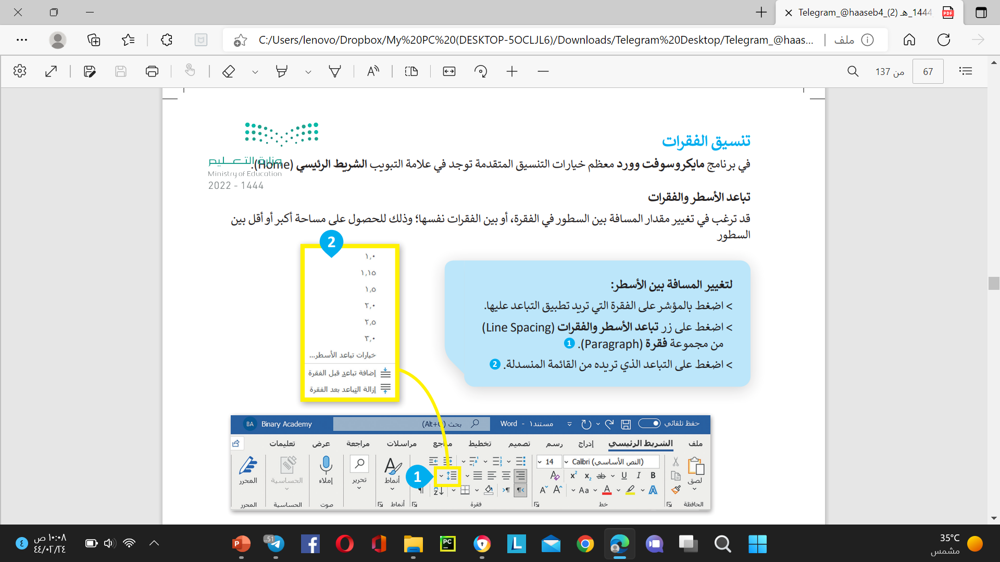 Telegram_@haaseb4_(2)_هـ_1444
C:/Users/lenovo/Dropbox/My%20PC%20(DESKTOP-5OCLJL6)/Downloads/Telegram%20Desktop/Telegram_@haas...
ملف
67
من 137
وزارة التعليم
Ministry of Education
2022 - 1444
تنسيق الفقرات
في برنامج مايكروسوفت وورد معظم خيارات التنسيق المتقدمة توجد في علامة التبويب الشريط الرئيسي (Home).
تباعد الأسطر والفقرات
قد ترغب في تغيير مقدار المسافة بين السطور في الفقرة، أو بين الفقرات نفسها؛ وذلك للحصول على مساحة أكبر أو أقل بين
السطور
لتغيير المسافة بين الأسطر:
> اضغط بالمؤشر على الفقرة التي تريد تطبيق التباعد عليها.
> اضغط على زر تباعد الأسطر والفقرات (Line Spacing)
من مجموعة فقرة (Paragraph). 1
> اضغط على التباعد الذي تريده من القائمة المنسدلة. 2
2
١,٠
١,١٥
١,٥
٢,٠
٢,٥
٣,٠
خيارات تباعد الأسطر...
إضافة تباعد قبل الفقرة
إزالة التباعد بعد الفقرة
حفظ تلقائي
مستند١ - Word
بحث (Alt+
Binary Academy
BA
ملف الشريط الرئيسي إدراج رسم تصميم تخطيط مراجع مراسلات مراجعة عرض تعليمات
Calibri (النص الأساسي) 14
1
لصق
أنماط
تحرير
إملاء
الحساسية
المحرر
الحافظة
خط
فقرة
أنماط
صوت
الحساسية
المحرر
35°C
مشمس
.51
١٠:٠٨ ص
٤٤/٠٢/٢٤
٤